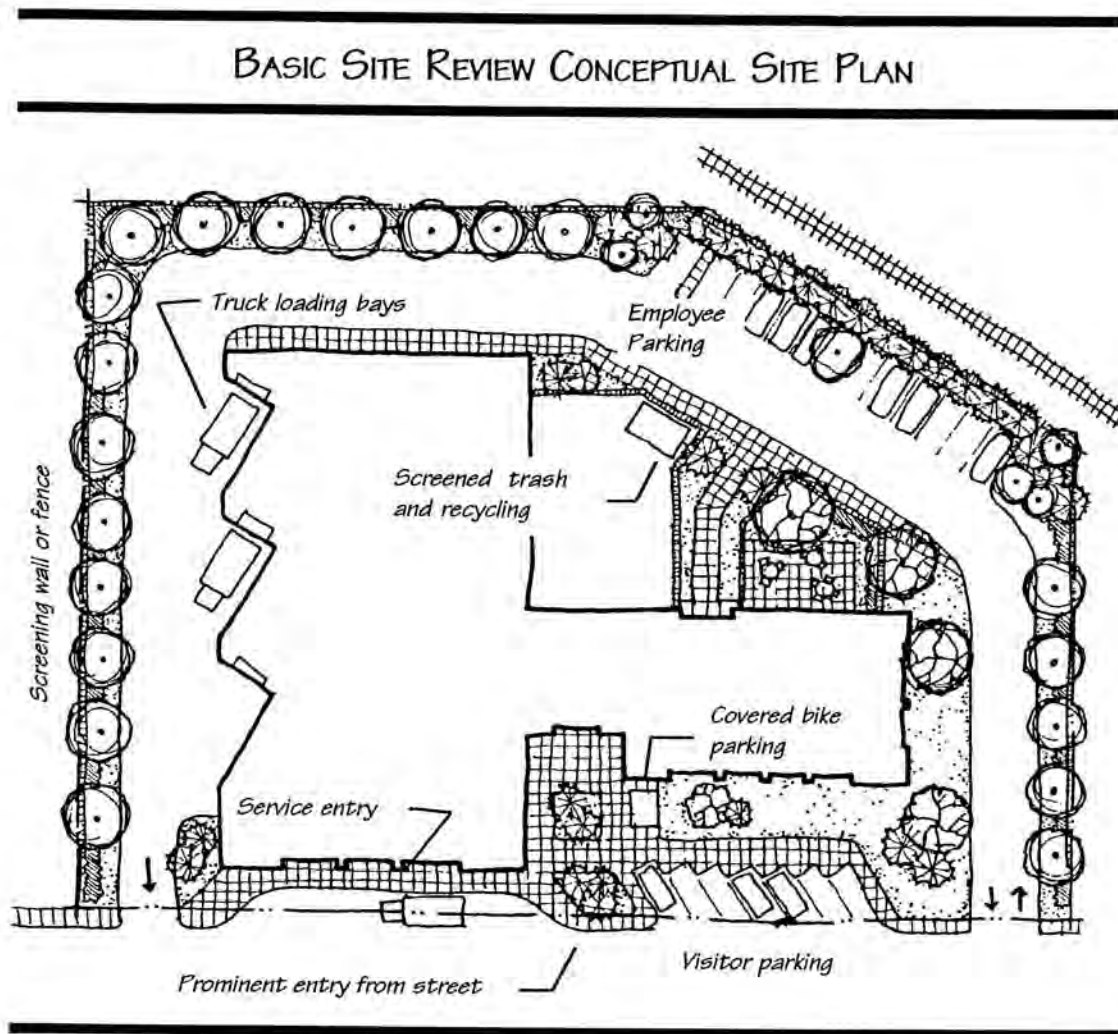 BASIC SITE REVIEW CONCEPTUAL SITE PLAN
Truck loading bays
Employee
Parking
Screened trash
and recycling
Screening wall or fence
Covered bike
parking
Service entry
Visitor parking
Prominent entry from street